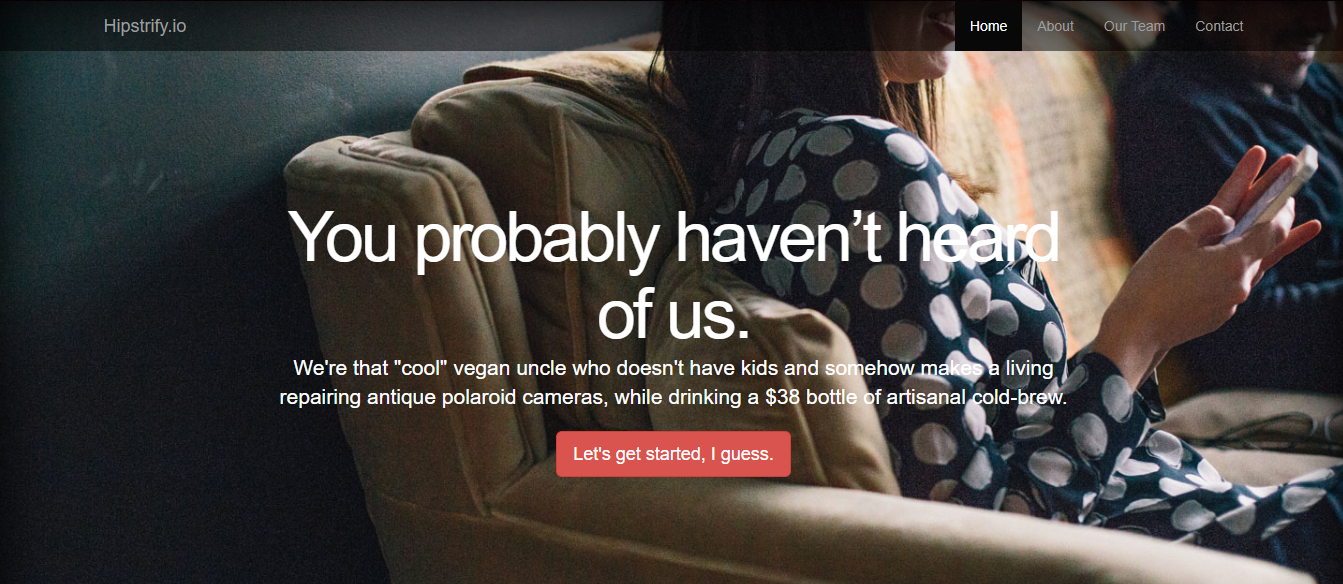 Hipstrify.io
Home About Our Team Contact
You probably haven’t heard
of us.
We're that "cool" vegan uncle who doesn't have kids and somehow makes a living
repairing antique polaroid cameras, while drinking a $38 bottle of artisanal cold-brew.
Let's get started, I guess.